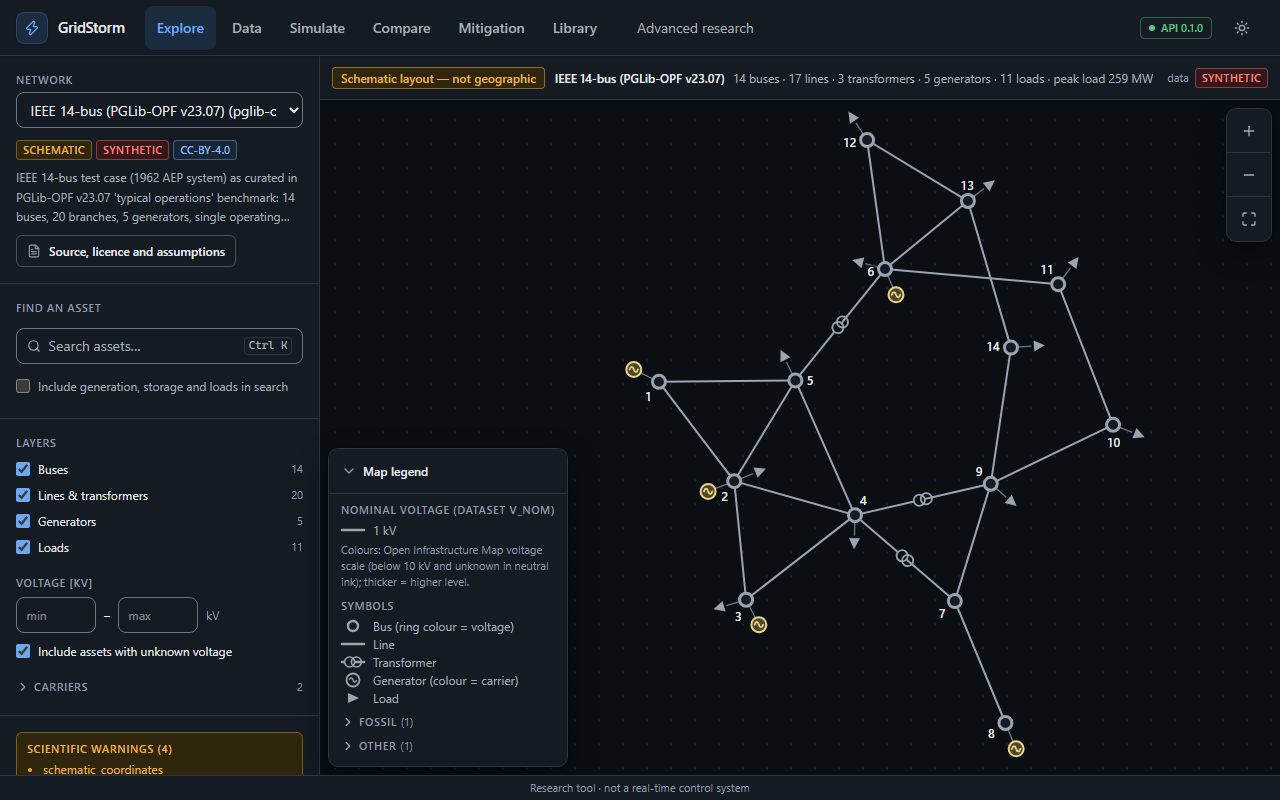 GridStorm
Explore
Data
Simulate
Compare
Mitigation
Library
Advanced research
API 0.1.0
NETWORK
IEEE 14-bus (PGLib-OPF v23.07) (pglib-c
SCHEMATIC
SYNTHETIC
CC-BY-4.0
IEEE 14-bus test case (1962 AEP system) as curated in
PGLib-OPF v23.07 'typical operations' benchmark: 14
buses, 20 branches, 5 generators, single operating...
Source, licence and assumptions
FIND AN ASSET
Search assets...
Ctrl K
Include generation, storage and loads in search
LAYERS
Buses 14
Lines & transformers 20
Generators 5
Loads 11
VOLTAGE [KV]
min – max kV
Include assets with unknown voltage
CARRIERS 2
SCIENTIFIC WARNINGS (4)
• schematic_coordinates
Schematic layout — not geographic
IEEE 14-bus (PGLib-OPF v23.07)
14 buses · 17 lines · 3 transformers · 5 generators · 11 loads · peak load 259 MW
data
SYNTHETIC
12
13
6
11
14
1
5
10
2
9
4
3
7
8
Map legend
NOMINAL VOLTAGE (DATASET V_NOM)
1 kV
Colours: Open Infrastructure Map voltage
scale (below 10 kV and unknown in neutral
ink); thicker = higher level.
SYMBOLS
Bus (ring colour = voltage)
Line
Transformer
Generator (colour = carrier)
Load
FOSSIL (1)
OTHER (1)
Research tool · not a real-time control system